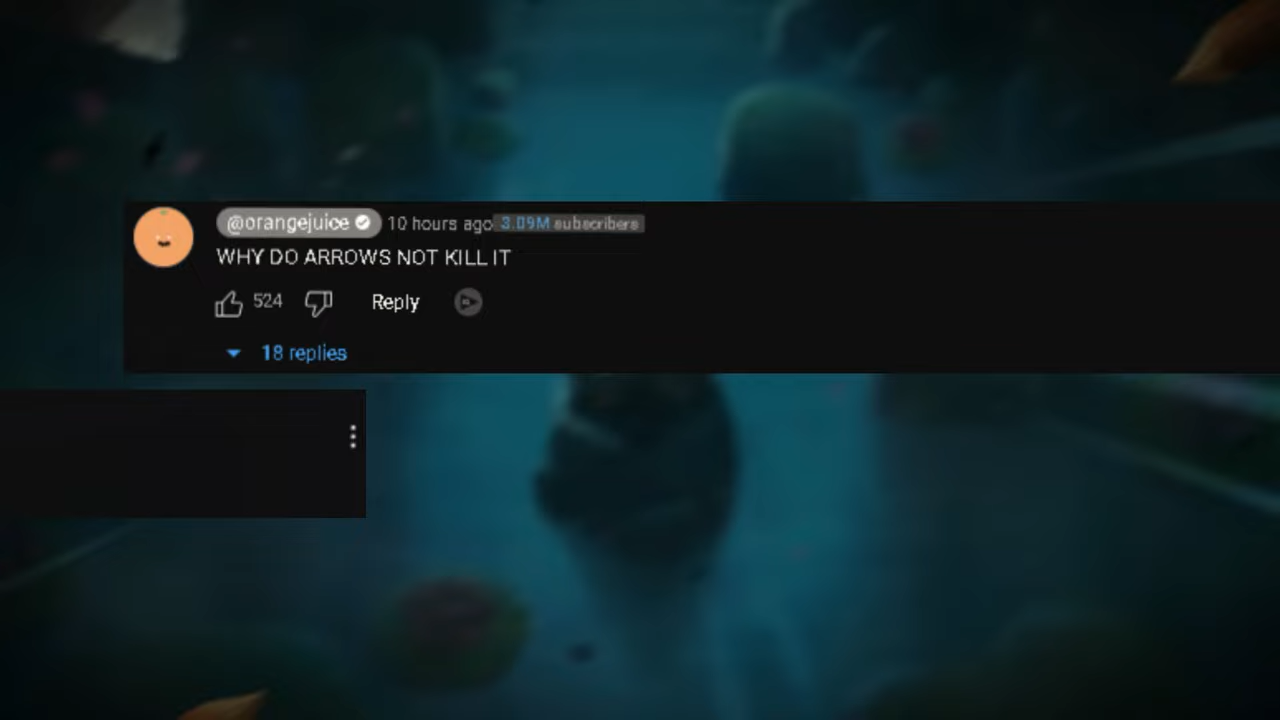 @orangejuice 10 hours ago 3.09M subscribers
WHY DO ARROWS NOT KILL IT
524 Reply
18 replies